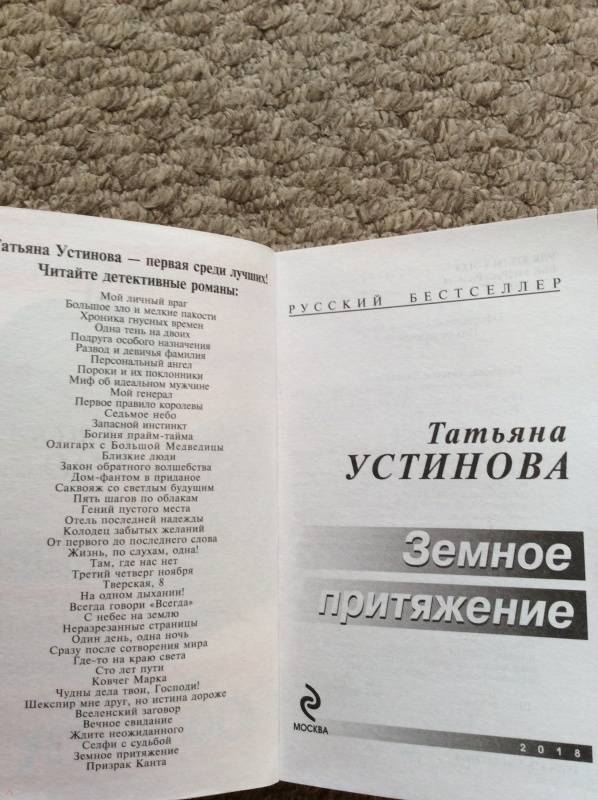 Татьяна Устинова — первая среди лучших!
Читайте детективные романы:
Мой личный враг
Большое зло и мелкие пакости
Хроника гнусных времен
Одна тень на двоих
Подруга особого назначения
Развод и девичья фамилия
Персональный ангел
Пороки и их поклонники
Миф об идеальном мужчине
Мой генерал
Первое правило королевы
Седьмое небо
Запасной инстинкт
Богиня прайм-тайма
Олигарх с Большой Медведицы
Близкие люди
Закон обратного волшебства
Дом-фантом в приданое
Саквояж со светлым будущим
Пять шагов по облакам
Гений пустого места
Отель последней надежды
Колодец забытых желаний
От первого до последнего слова
Жизнь, по слухам, одна!
Там, где нас нет
Третий четверг ноября
Тверская, 8
На одном дыхании!
Всегда говори «Всегда»
С небес на землю
Неразрезанные страницы
Один день, одна ночь
Сразу после сотворения мира
Где-то на краю света
Сто лет пути
Ковчег Марка
Чудны дела твои, Господи!
Шекспир мне друг, но истина дороже
Вселенский заговор
Вечное свидание
Ждите неожиданного
Селфи с судьбой
Земное притяжение
Призрак Канта
РУССКИЙ БЕСТСЕЛЛЕР
Татьяна
УСТИНОВА
Земное
притяжение
МОСКВА
2018